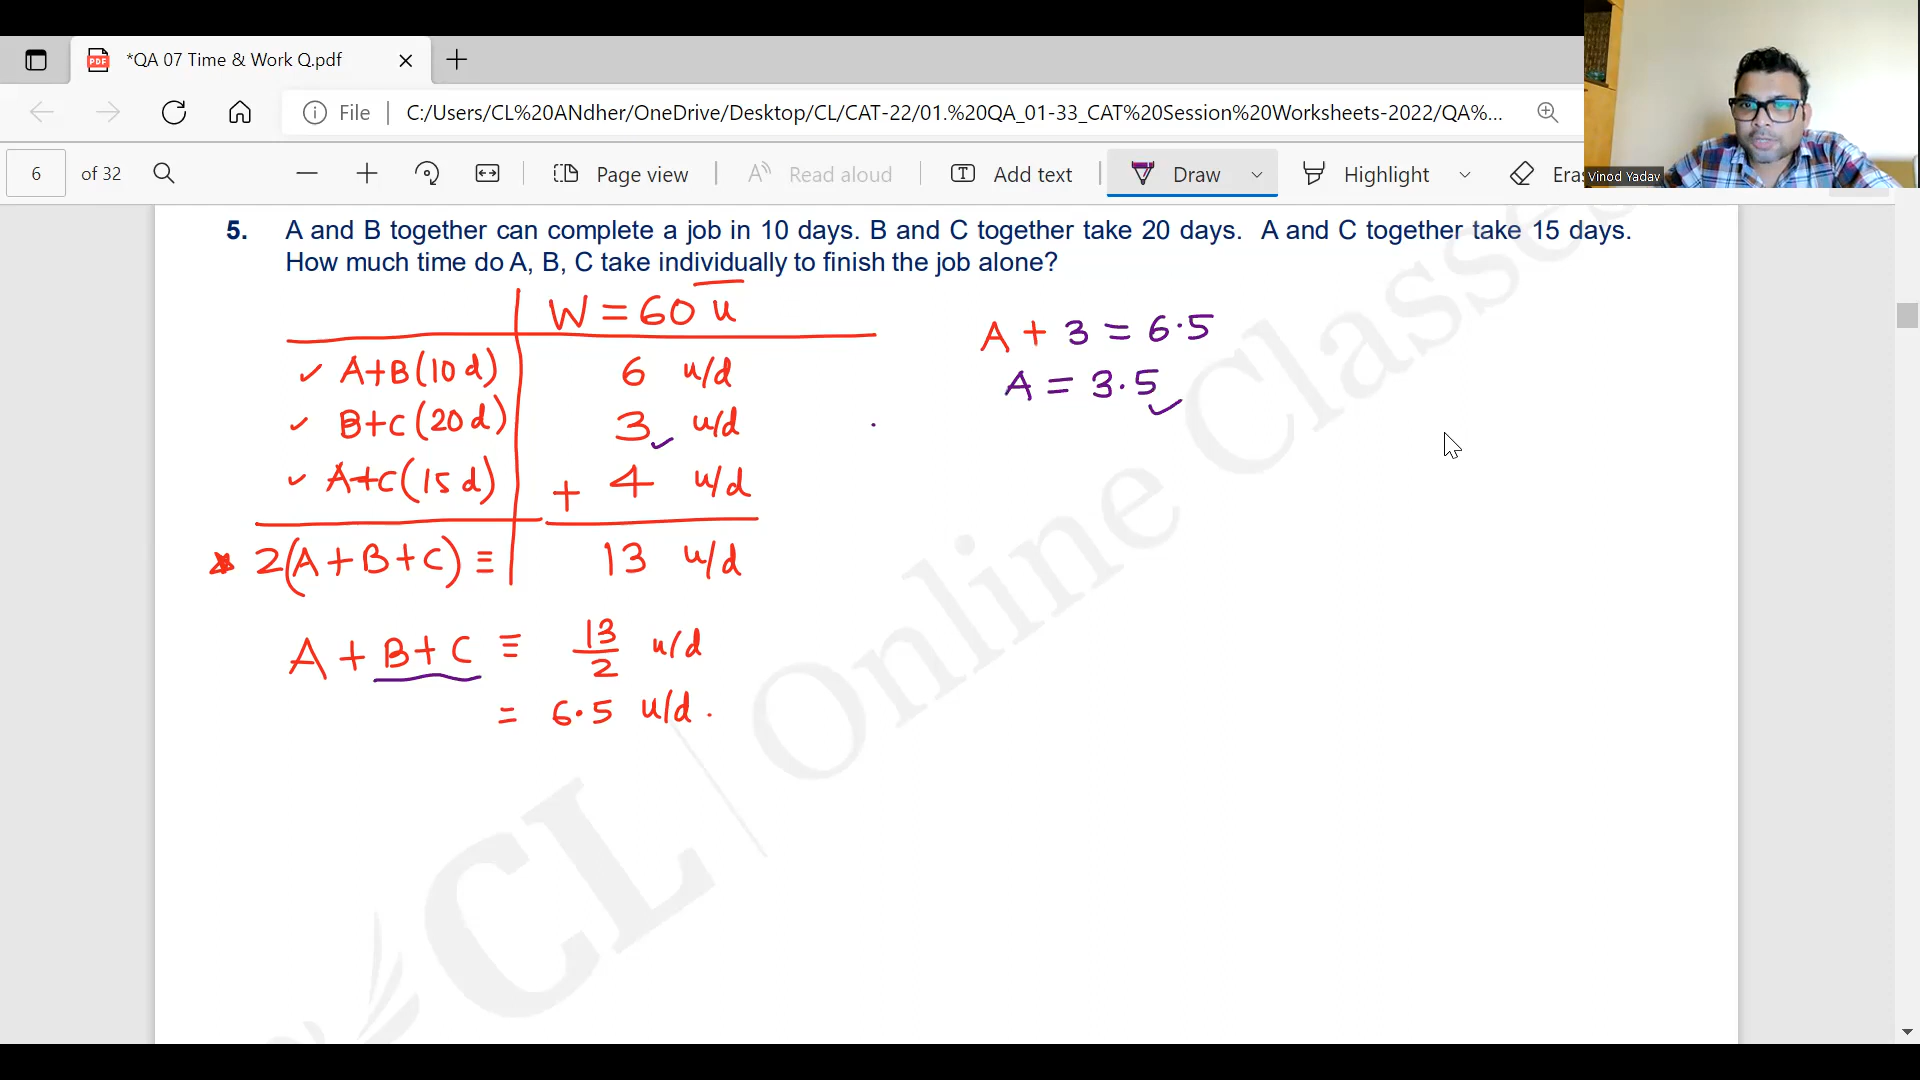 *QA 07 Time & Work Q.pdf
File C:/Users/CL%20ANdher/OneDrive/Desktop/CL/CAT-22/01.%20QA_01-33_CAT%20Session%20Worksheets-2022/QA%...
6 of 32 Page view Read aloud Add text Draw Highlight Eras
Vinod Yadav
5. A and B together can complete a job in 10 days. B and C together take 20 days. A and C together take 15 days.
How much time do A, B, C take individually to finish the job alone?
W = 60 u
A+B(10 d) 6 u/d
B+C(20 d) 3 u/d
A+C(15 d) + 4 u/d
2(A+B+C) ≡ 13 u/d
A + B + C ≡ 13/2 u/d
= 6.5 u/d.
A + 3 = 6.5
A = 3.5
CL | Online Classes